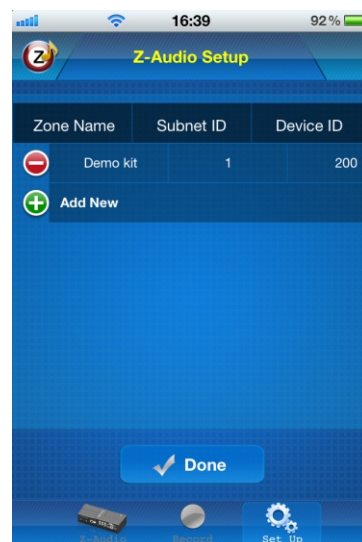 16:39 92%
Z
Z-Audio Setup
Zone Name Subnet ID Device ID
Demo kit 1 200
Add New
Done
Z-Audio Record Set Up